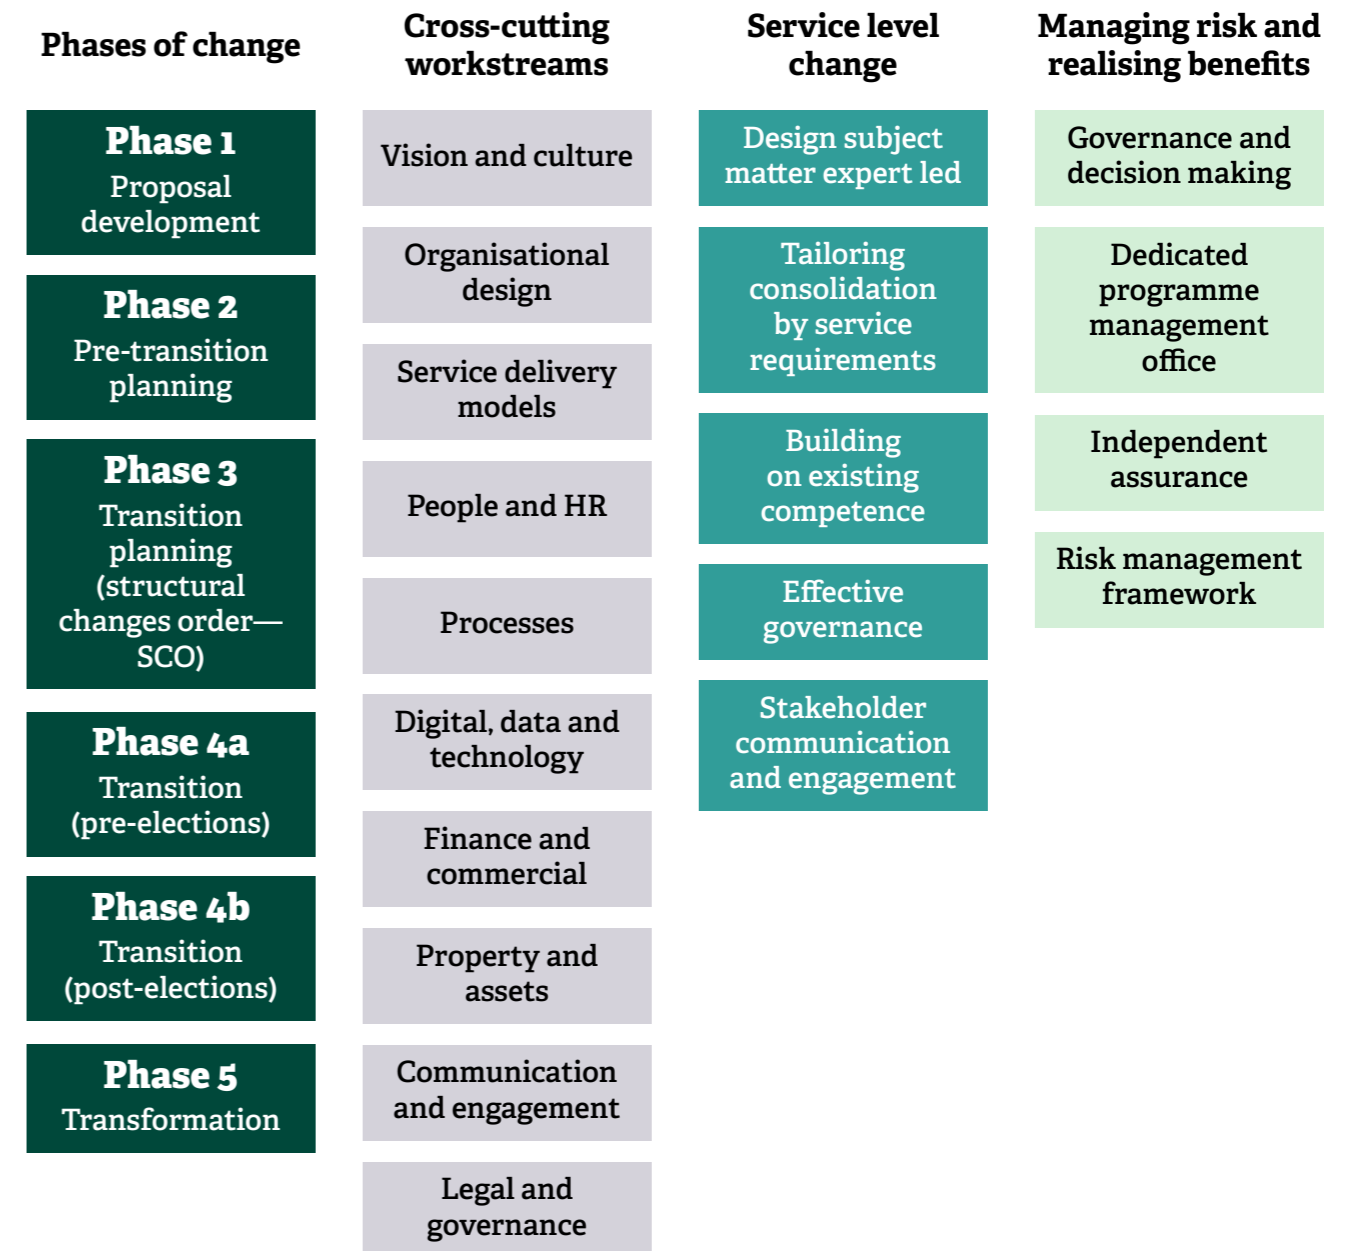 Phases of change
Phase 1
Proposal
development
Phase 2
Pre-transition
planning
Phase 3
Transition
planning
(structural
changes order—
SCO)
Phase 4a
Transition
(pre-elections)
Phase 4b
Transition
(post-elections)
Phase 5
Transformation
Cross-cutting
workstreams
Vision and culture
Organisational
design
Service delivery
models
People and HR
Processes
Digital, data and
technology
Finance and
commercial
Property and
assets
Communication
and engagement
Legal and
governance
Service level
change
Design subject
matter expert led
Tailoring
consolidation
by service
requirements
Building
on existing
competence
Effective
governance
Stakeholder
communication
and engagement
Managing risk and
realising benefits
Governance and
decision making
Dedicated
programme
management
office
Independent
assurance
Risk management
framework